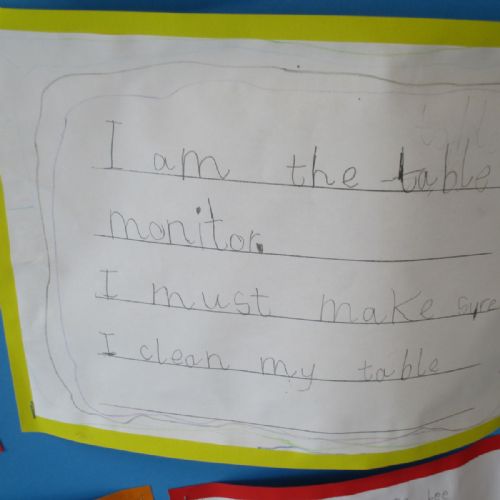 I am the table
monitor.
I must make sure
I clean my table